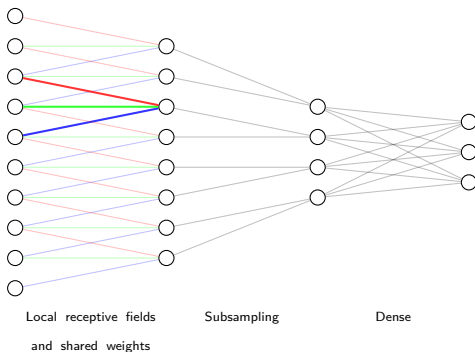 Local receptive fields
and shared weights
Subsampling
Dense